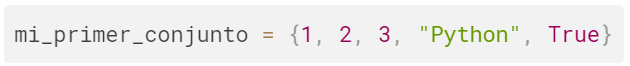 mi_primer_conjunto = {1, 2, 3, "Python", True}